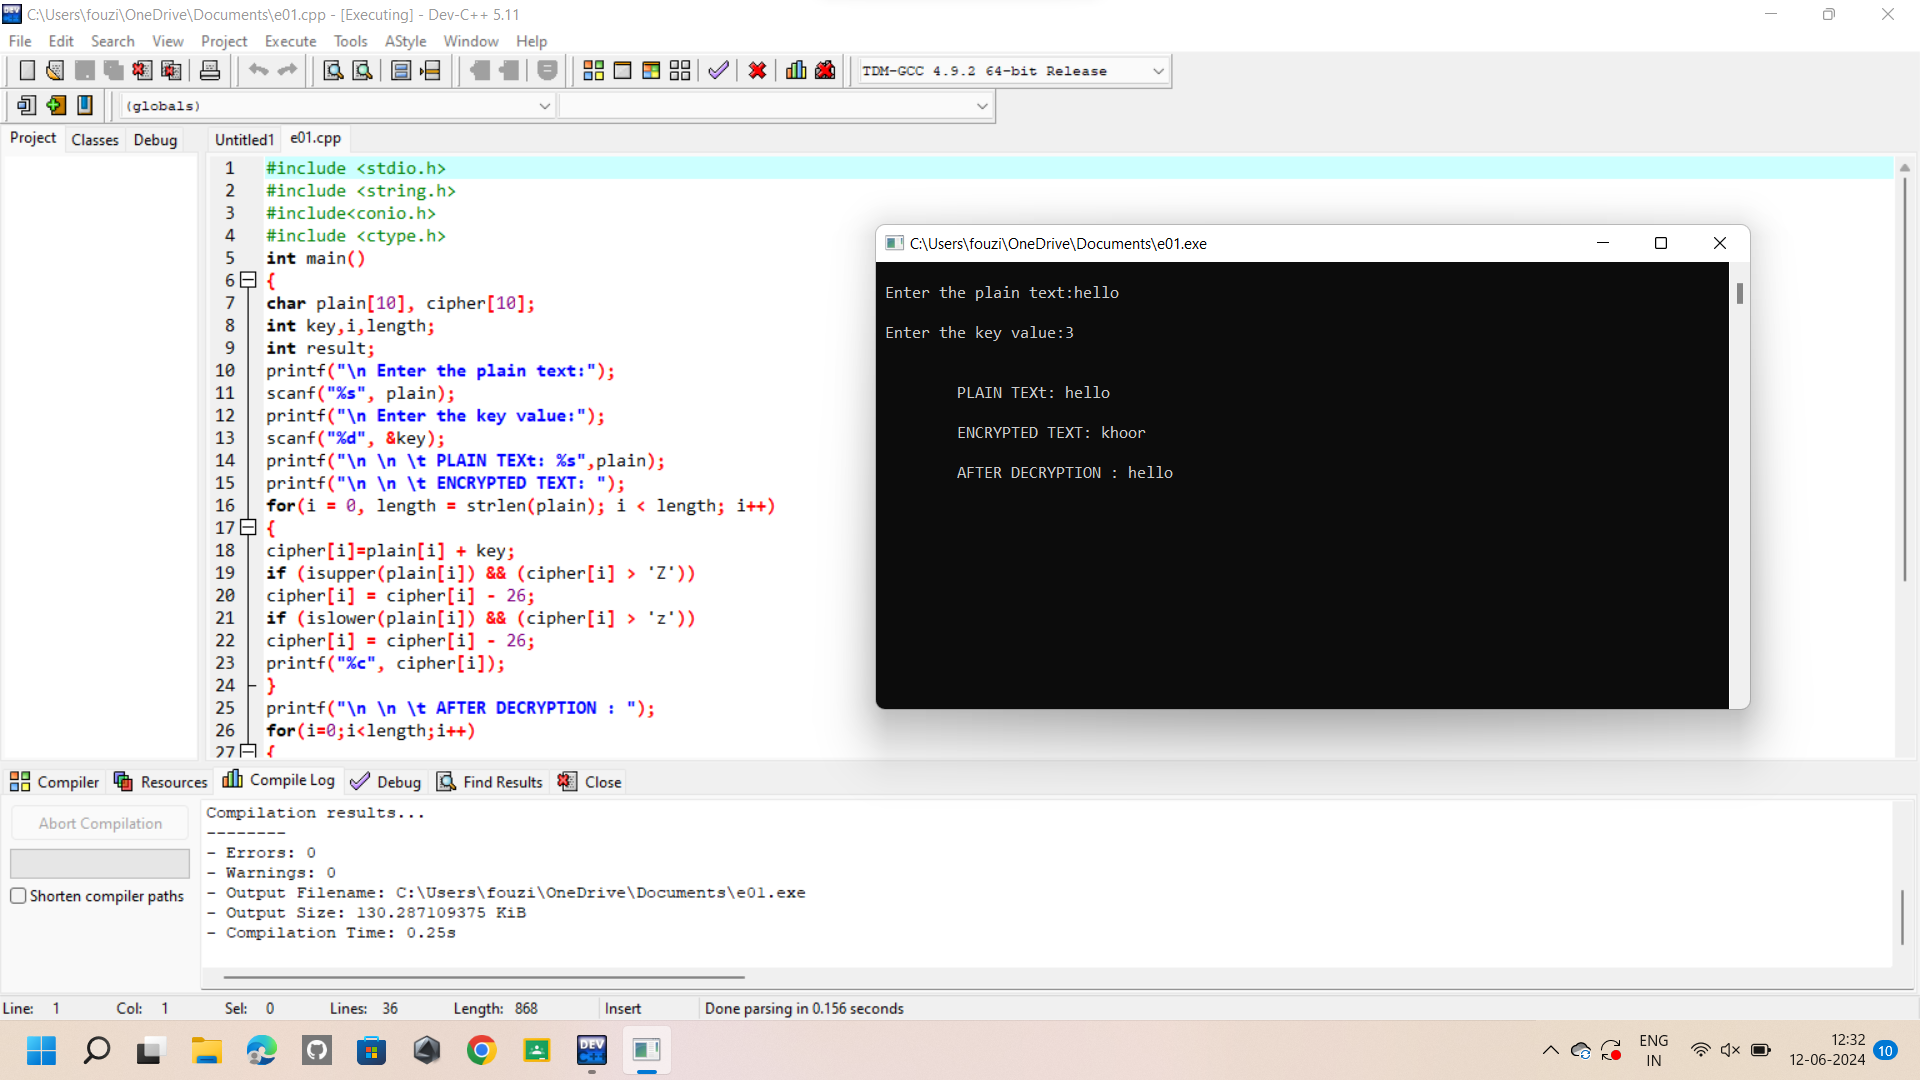 C:\Users\fouzi\OneDrive\Documents\e01.cpp - [Executing] - Dev-C++ 5.11
File Edit Search View Project Execute Tools AStyle Window Help
TDM-GCC 4.9.2 64-bit Release
(globals)
Project Classes Debug Untitled1 e01.cpp
1 #include <stdio.h>
2 #include <string.h>
3 #include<conio.h>
4 #include <ctype.h>
5 int main()
6 {
7 char plain[10], cipher[10];
8 int key,i,length;
9 int result;
10 printf("\n Enter the plain text:");
11 scanf("%s", plain);
12 printf("\n Enter the key value:");
13 scanf("%d", &key);
14 printf("\n \n \t PLAIN TEXt: %s",plain);
15 printf("\n \n \t ENCRYPTED TEXT: ");
16 for(i = 0, length = strlen(plain); i < length; i++)
17 {
18 cipher[i]=plain[i] + key;
19 if (isupper(plain[i]) && (cipher[i] > 'Z'))
20 cipher[i] = cipher[i] - 26;
21 if (islower(plain[i]) && (cipher[i] > 'z'))
22 cipher[i] = cipher[i] - 26;
23 printf("%c", cipher[i]);
24 }
25 printf("\n \n \t AFTER DECRYPTION : ");
26 for(i=0;i<length;i++)
27 {
C:\Users\fouzi\OneDrive\Documents\e01.exe
Enter the plain text:hello
Enter the key value:3
PLAIN TEXt: hello
ENCRYPTED TEXT: khoor
AFTER DECRYPTION : hello
Compiler Resources Compile Log Debug Find Results Close
Abort Compilation
Shorten compiler paths
Compilation results...
--------
- Errors: 0
- Warnings: 0
- Output Filename: C:\Users\fouzi\OneDrive\Documents\e01.exe
- Output Size: 130.287109375 KiB
- Compilation Time: 0.25s
Line: 1 Col: 1 Sel: 0 Lines: 36 Length: 868 Insert Done parsing in 0.156 seconds
DEV C++
ENG
IN
12:32
12-06-2024
10